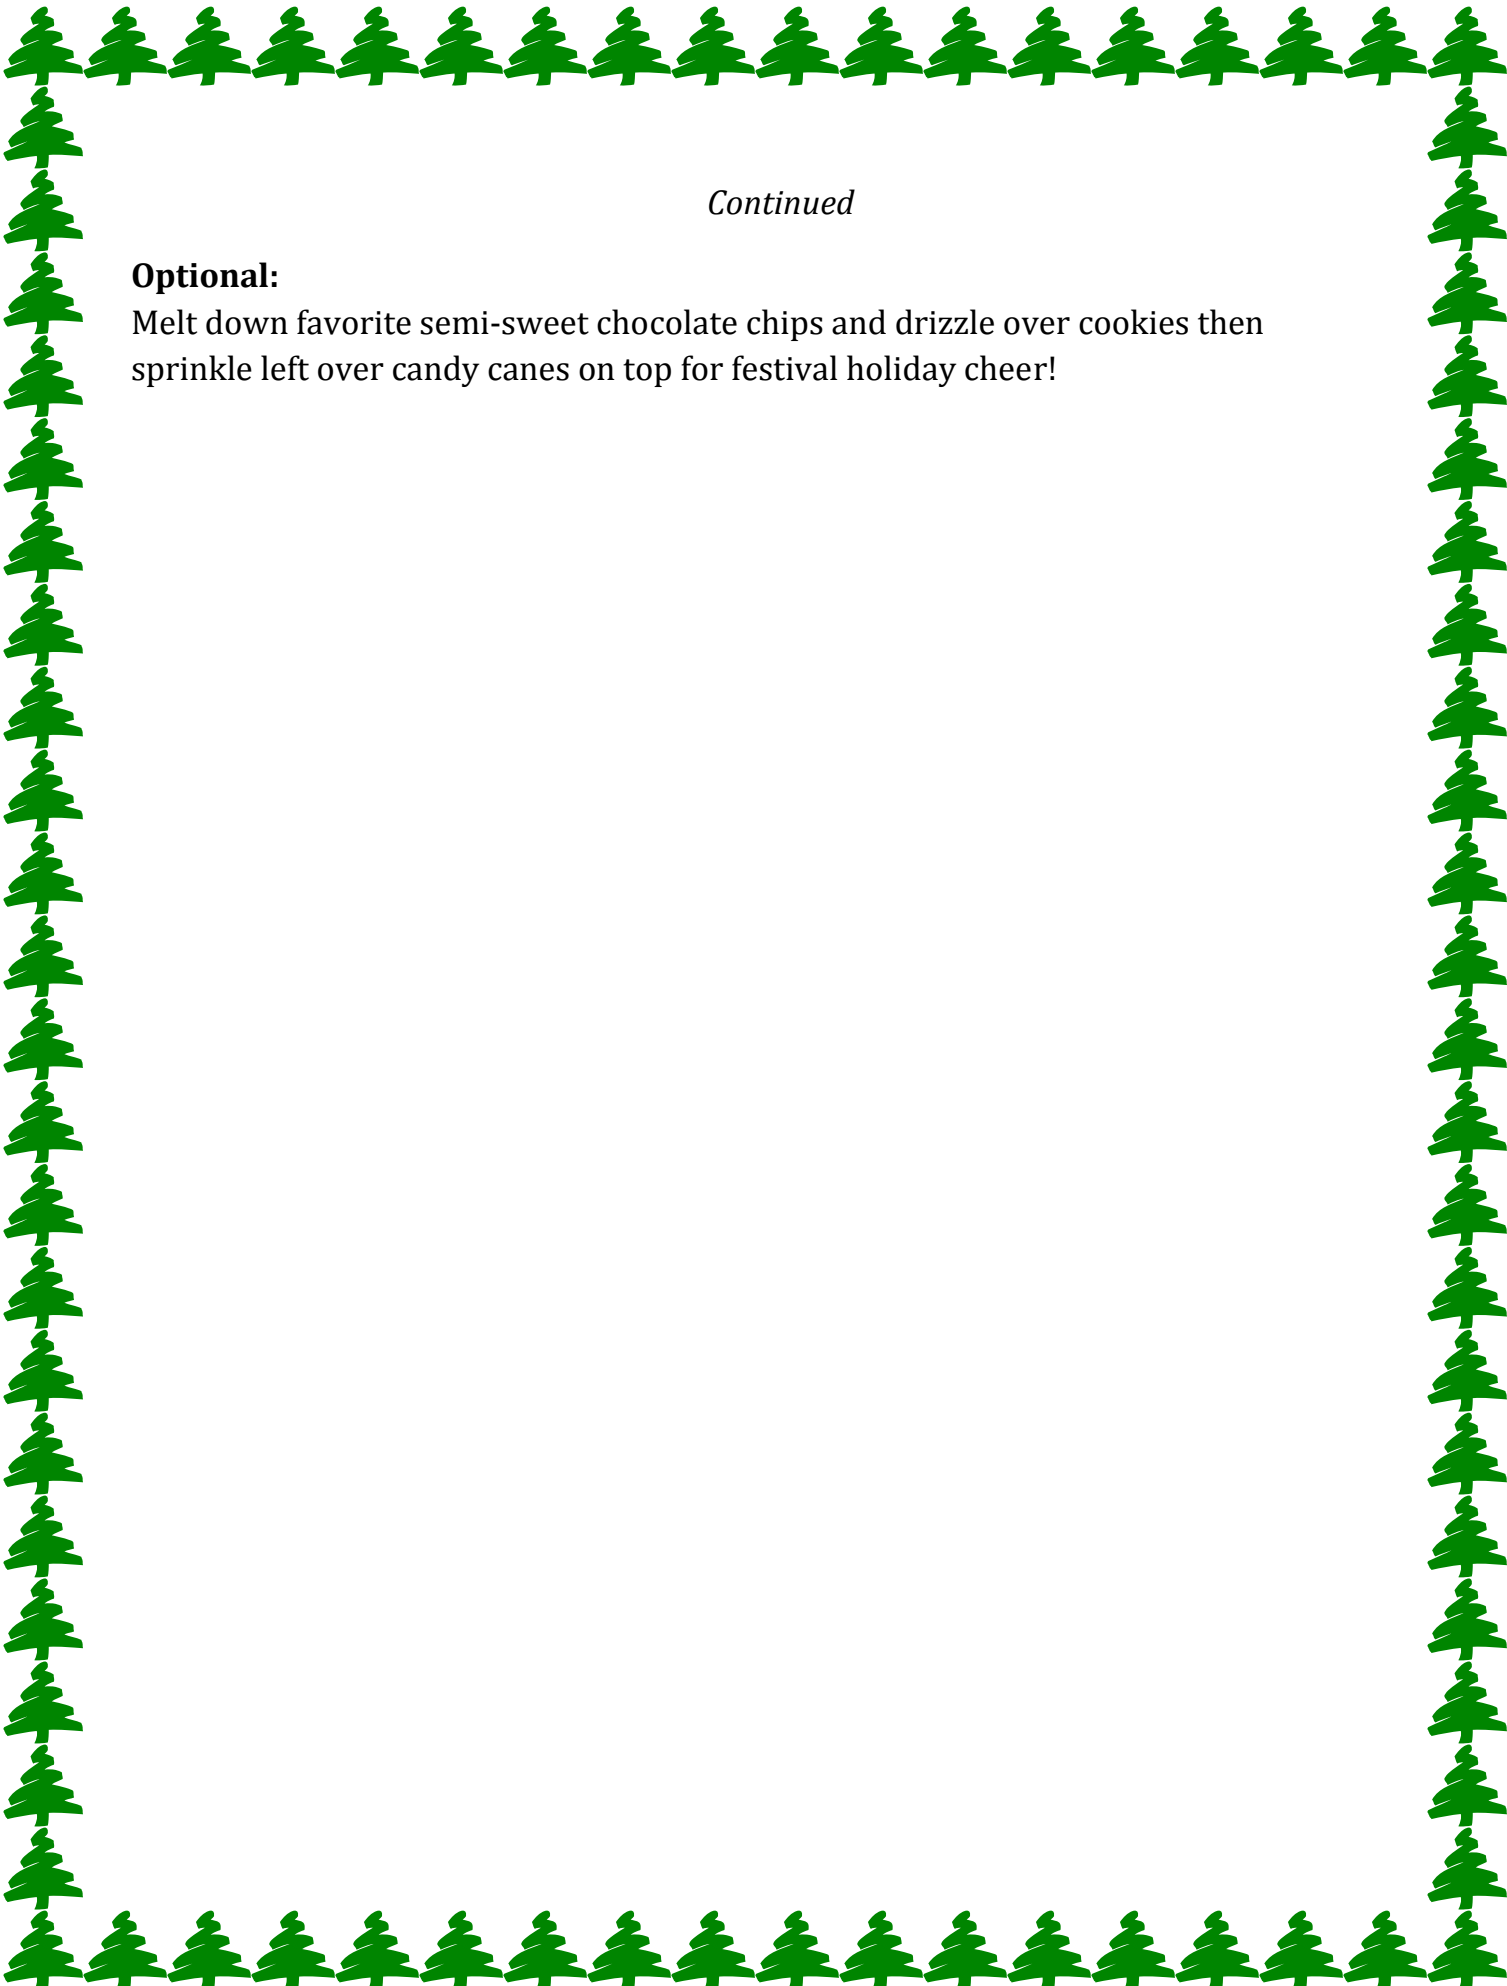 Continued
Optional:
Melt down favorite semi-sweet chocolate chips and drizzle over cookies then
sprinkle left over candy canes on top for festival holiday cheer!